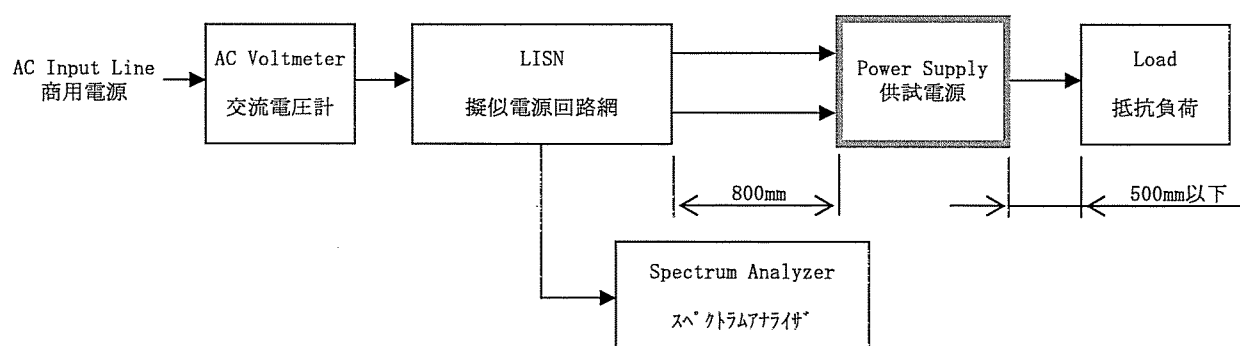 AC Input Line
商用電源
AC Voltmeter
交流電圧計
LISN
擬似電源回路網
Power Supply
供試電源
Load
抵抗負荷
800mm
500mm以下
Spectrum Analyzer
ｽﾍﾟｸﾄﾗﾑｱﾅﾗｲｻﾞ